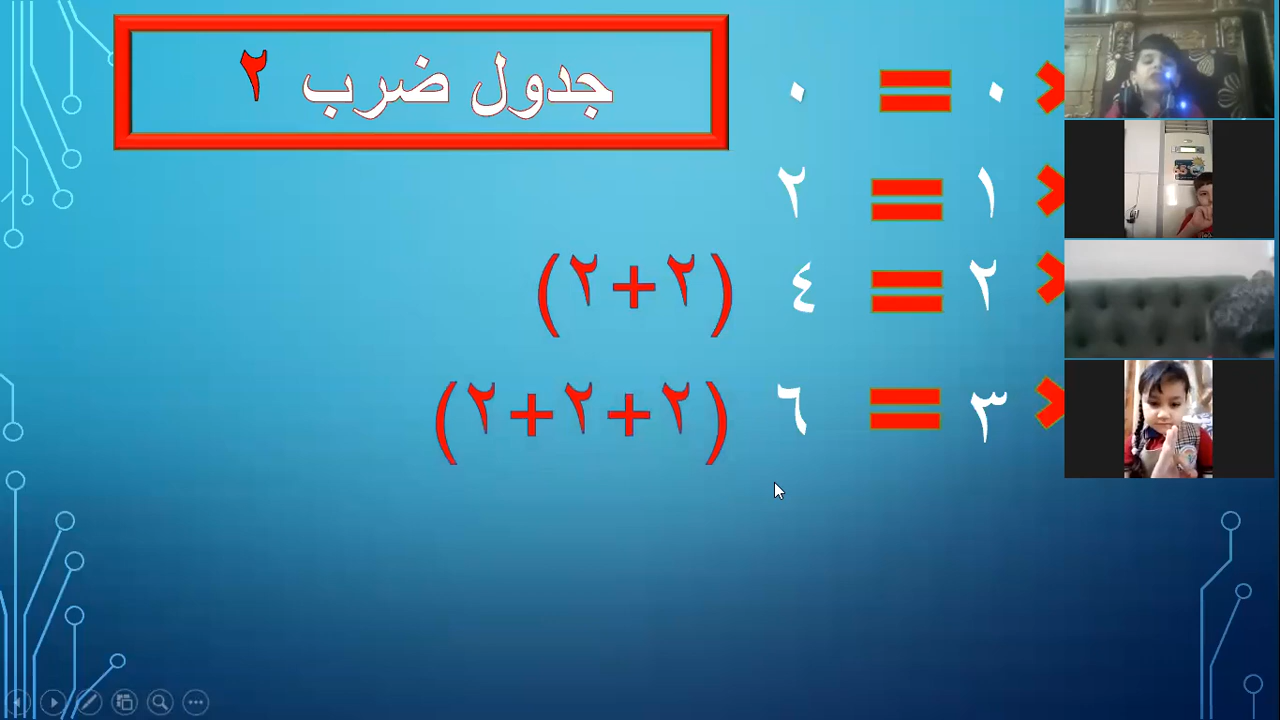 جدول ضرب ٢
× ٠ = ٠
× ١ = ٢
× ٢ = ٤ (٢+٢)
× ٣ = ٦ (٢+٢+٢)